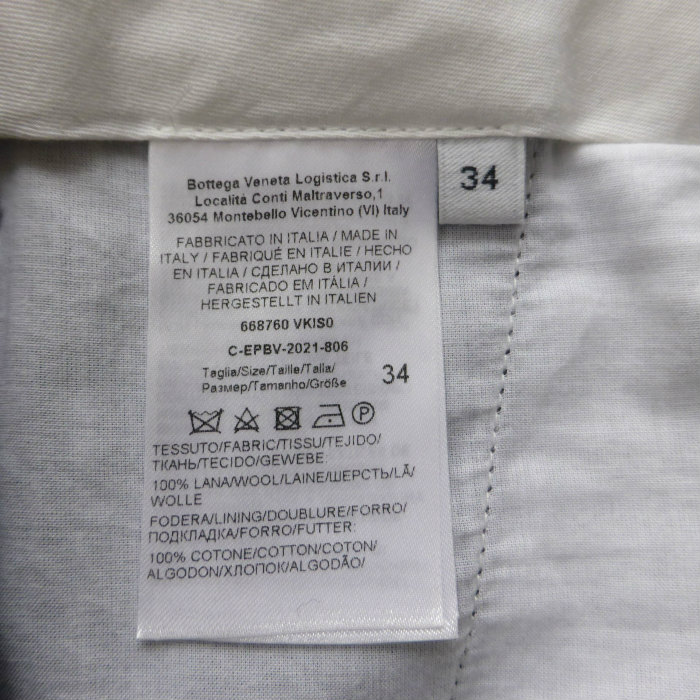 Bottega Veneta Logistica S.r.l.
Località Conti Maltraverso,1
36054 Montebello Vicentino (VI) Italy
34
FABBRICATO IN ITALIA / MADE IN
ITALY / FABRIQUÉ EN ITALIE / HECHO
EN ITALIA / СДЕЛАНО В ИТАЛИИ /
FABRICADO EM ITÁLIA /
HERGESTELLT IN ITALIEN
668760 VKIS0
C-EPBV-2021-806
Taglia/Size/Taille/Talla/
Размер/Tamanho/Größe
34
P
TESSUTO/FABRIC/TISSU/TEJIDO/
ТКАНЬ/TECIDO/GEWEBE:
100% LANA/WOOL/LAINE/ШЕРСТЬ/LÃ/
WOLLE
FODERA/LINING/DOUBLURE/FORRO/
ПОДКЛАДКА/FORRO/FUTTER:
100% COTONE/COTTON/COTON/
ALGODON/ХЛОПОК/ALGODÃO/